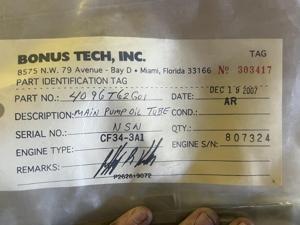 BONUS TECH, INC. TAG
8575 N.W. 79 Avenue - Bay D • Miami, Florida 33166 No 303417
PART IDENTIFICATION TAG
PART NO.: 4096T62G01 DATE: DEC 19 2007
DESCRIPTION: MAIN PUMP OIL TUBE COND: AR
SERIAL NO.: NSN QTY.:
ENGINE TYPE: CF34-3A1 ENGINE S/N: 807324
REMARKS:
P2626#9072